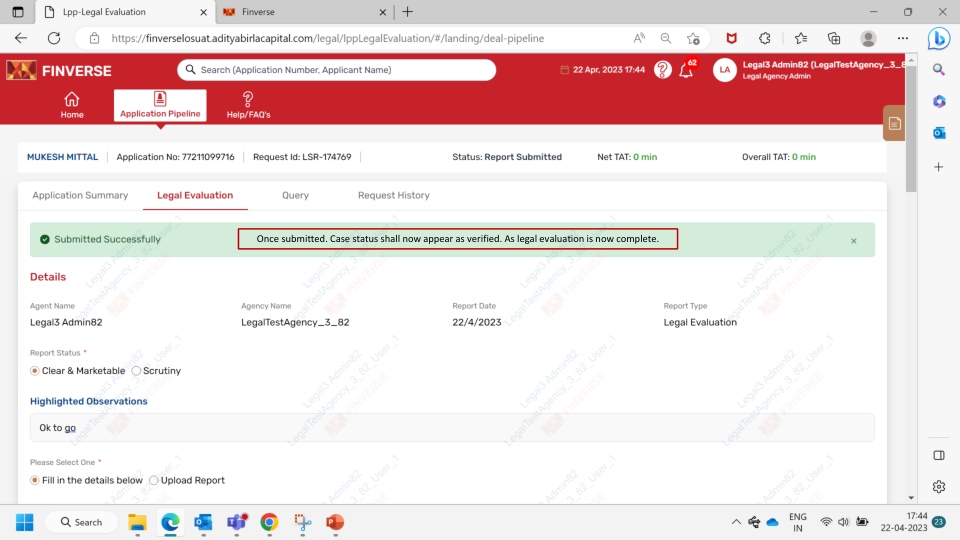 Lpp-Legal Evaluation
Finverse
https://finverselosuat.adityabirlacapital.com/legal/lppLegalEvaluation/#/landing/deal-pipeline
FINVERSE
Search (Application Number, Applicant Name)
22 Apr, 2023 17:44
62
LA
Legal3 Admin82 (LegalTestAgency_3_8
Legal Agency Admin
Home
Application Pipeline
Help/FAQ's
MUKESH MITTAL
Application No: 77211099716
Request Id: LSR-174769
Status: Report Submitted
Net TAT: 0 min
Overall TAT: 0 min
Application Summary
Legal Evaluation
Query
Request History
Submitted Successfully
Once submitted. Case status shall now appear as verified. As legal evaluation is now complete.
Details
Agent Name
Agency Name
Report Date
Report Type
Legal3 Admin82
LegalTestAgency_3_82
22/4/2023
Legal Evaluation
Report Status *
Clear & Marketable
Scrutiny
Highlighted Observations
Ok to go
Please Select One *
Fill in the details below
Upload Report
Legal3 Admin82
LegalTestAgency_3_82_User_1
FINVERSE
Search
ENG
IN
17:44
22-04-2023
23